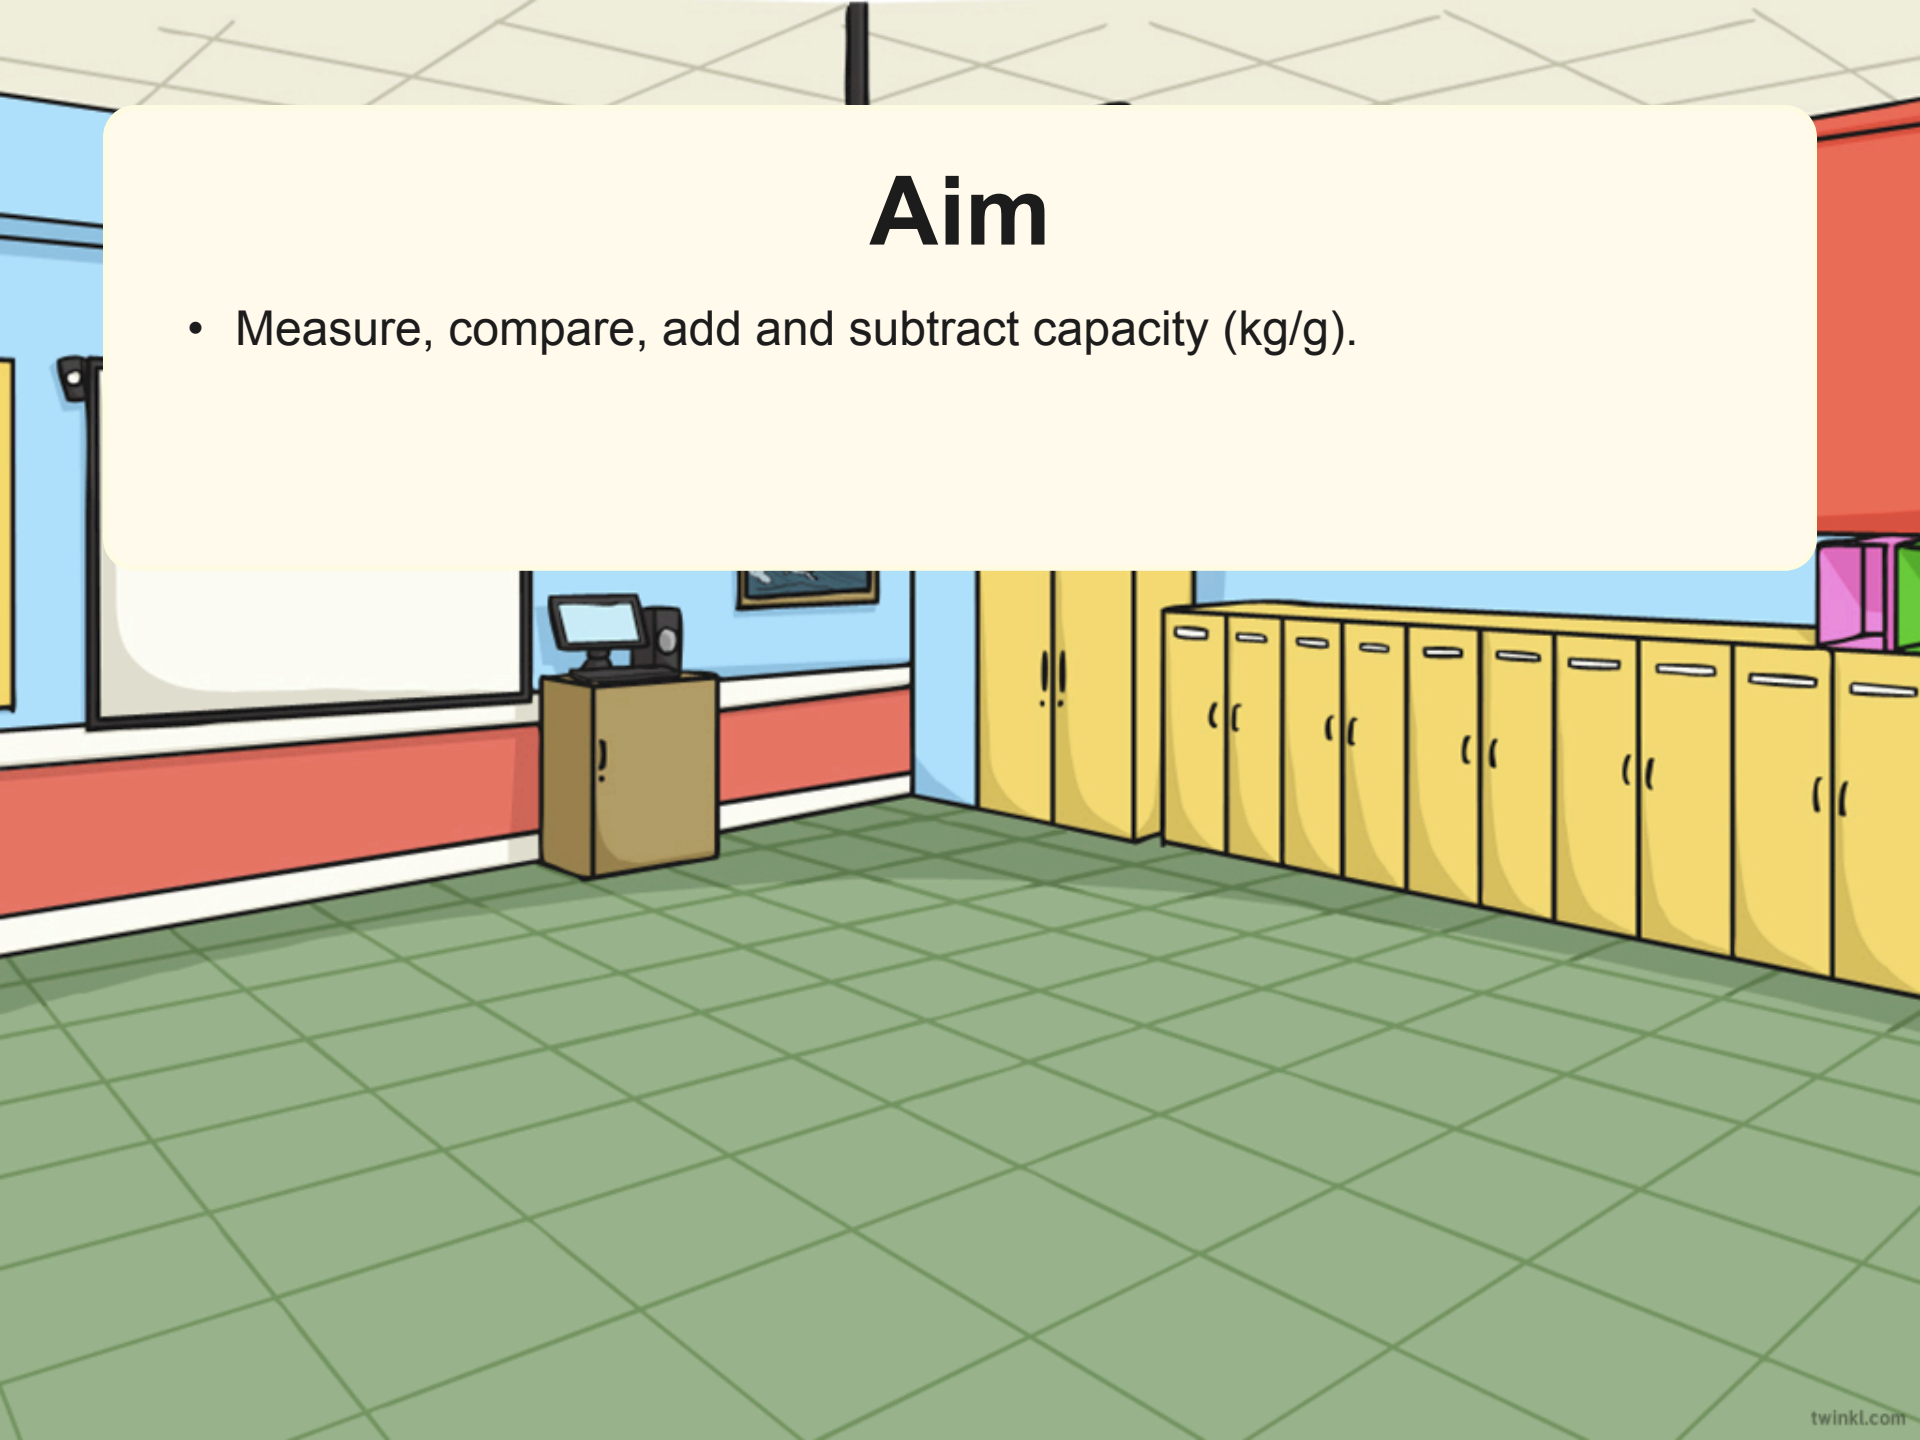 Aim
• Measure, compare, add and subtract capacity (kg/g).
twinkl.com